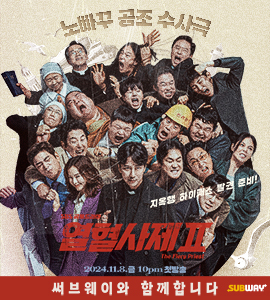 노빠꾸 공조 수사극
지옥행 하이패스 발권 준비!
열혈사제 II
The Fiery Priest
2024.11.8.금 10pm 첫방송
써브웨이와 함께합니다
SUBWAY